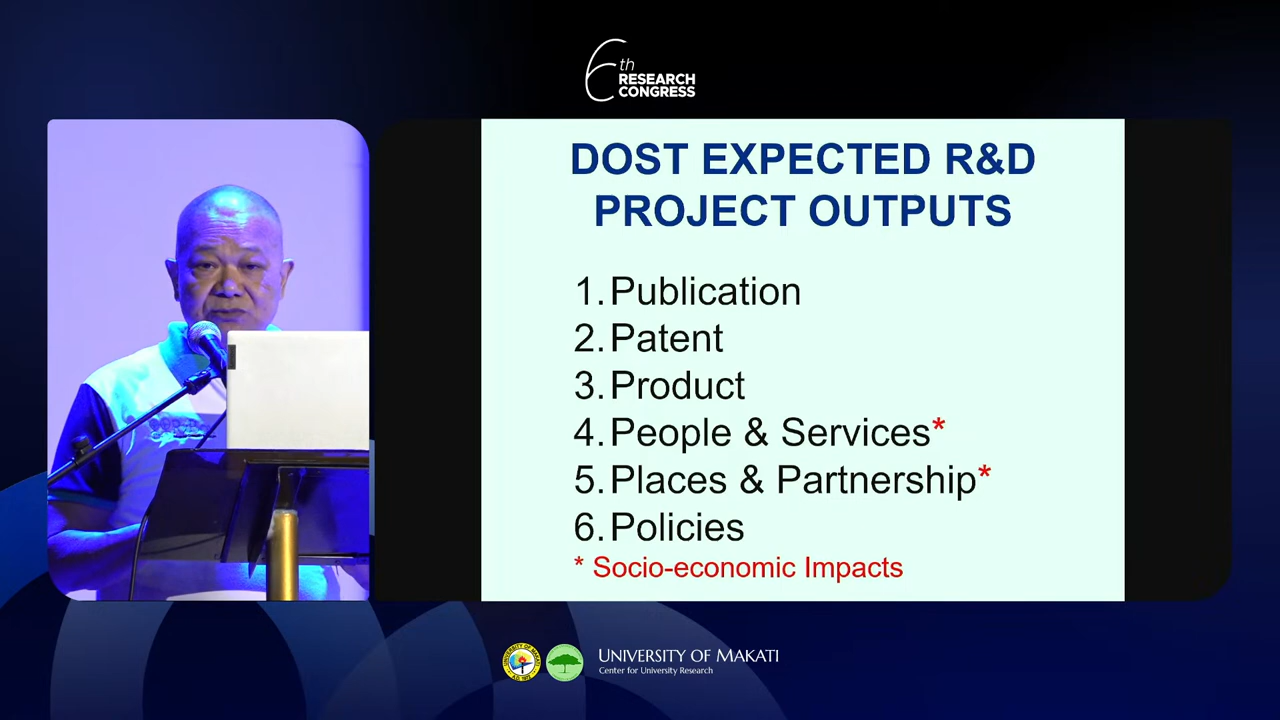 6th
RESEARCH
CONGRESS
DOST EXPECTED R&D
PROJECT OUTPUTS
1. Publication
2. Patent
3. Product
4. People & Services*
5. Places & Partnership*
6. Policies
* Socio-economic Impacts
UNIVERSITY OF MAKATI
Center for University Research